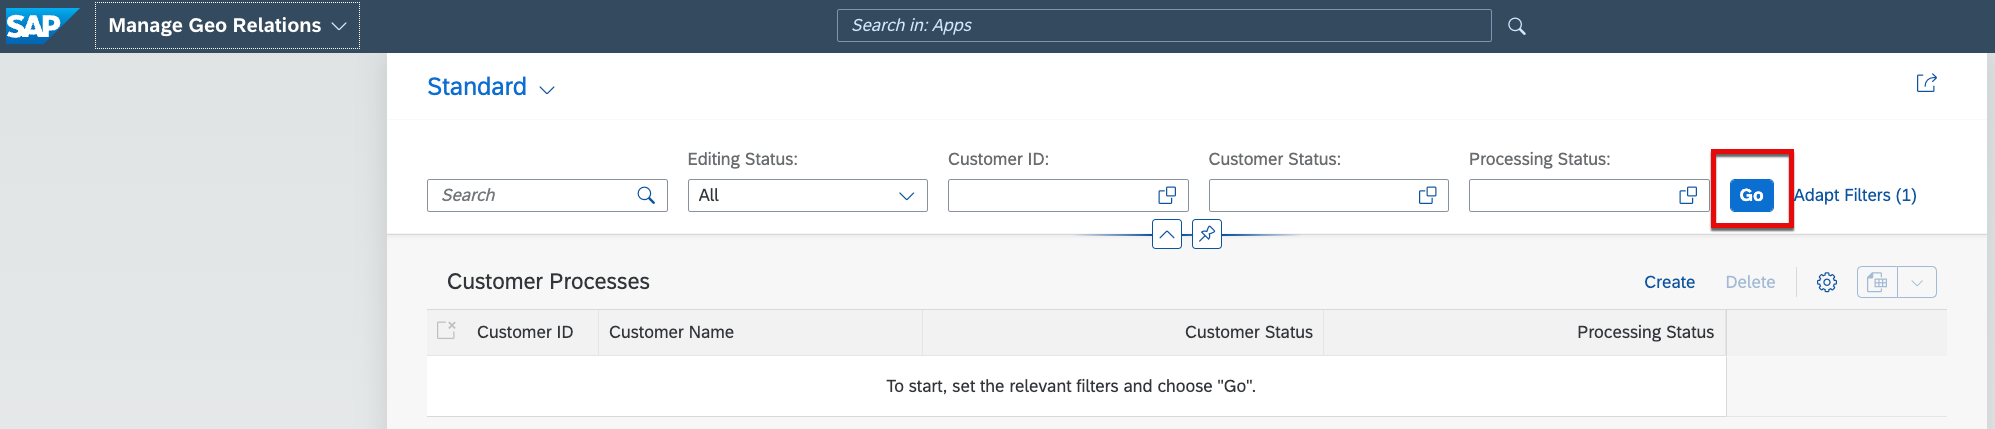 SAP Manage Geo Relations Search in: Apps
Standard
Editing Status: Customer ID: Customer Status: Processing Status:
Search All Go Adapt Filters (1)
Customer Processes Create Delete
Customer ID Customer Name Customer Status Processing Status
To start, set the relevant filters and choose "Go".